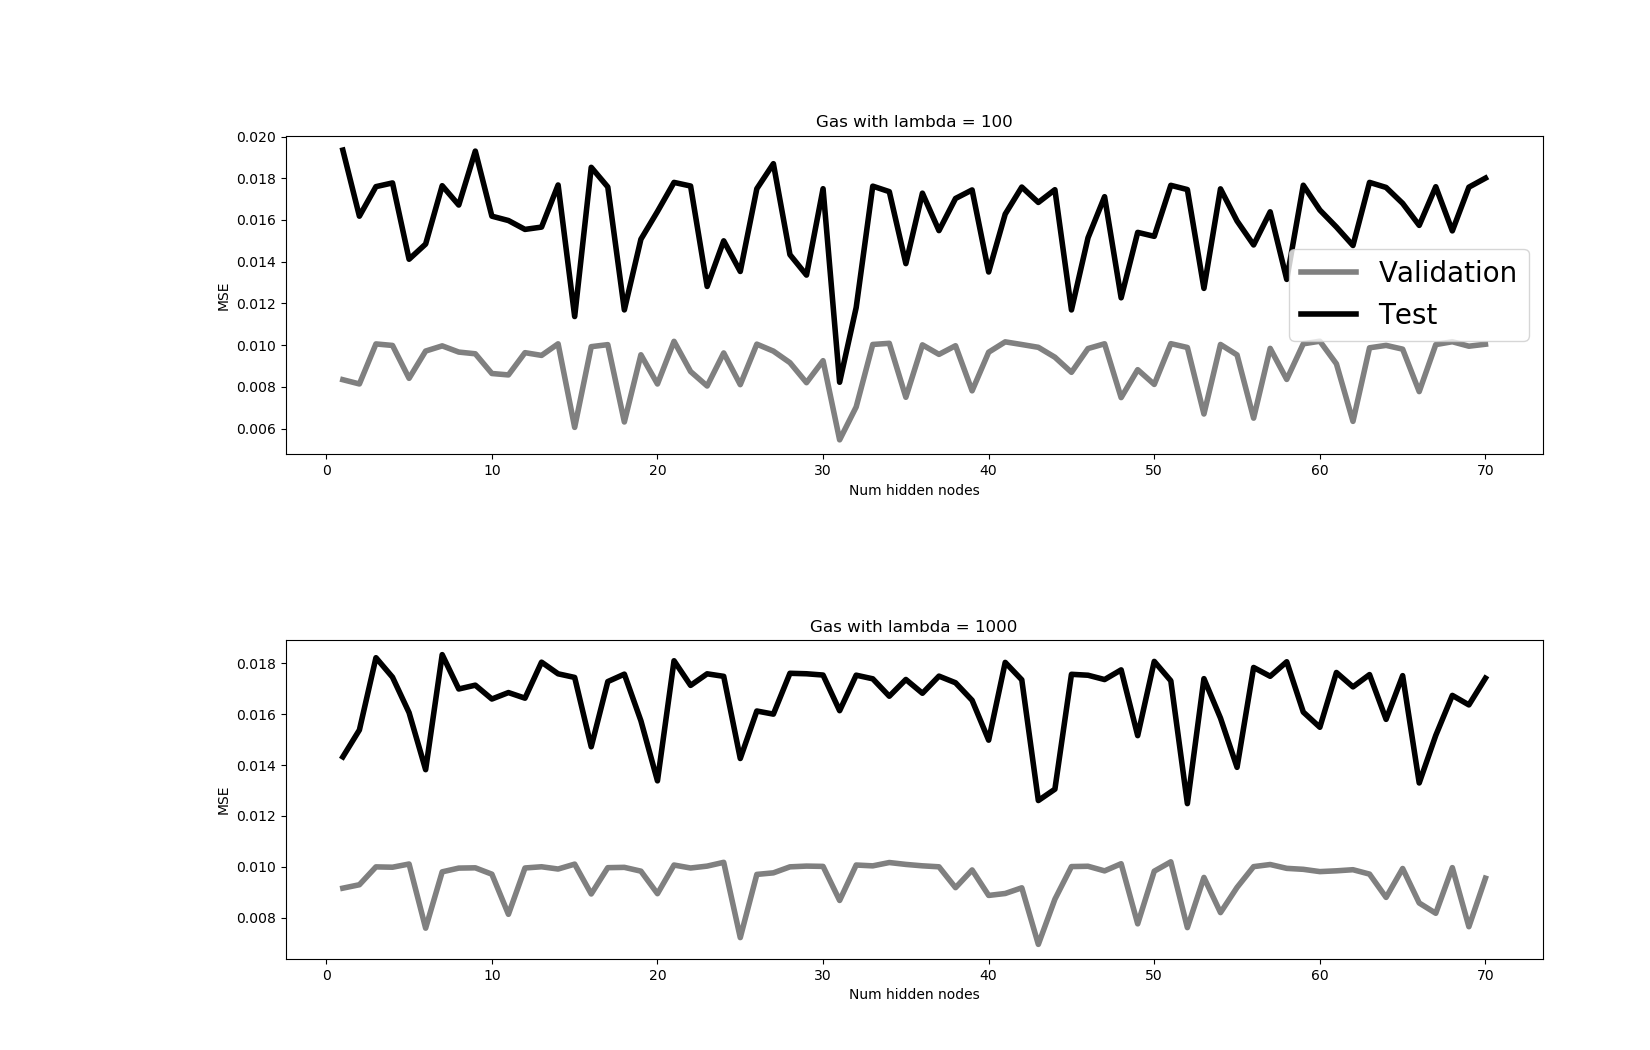 Gas with lambda = 100
0.020
0.018
0.016
0.014
0.012
0.010
0.008
0.006
MSE
Validation
Test
0 10 20 30 40 50 60 70
Num hidden nodes
Gas with lambda = 1000
0.018
0.016
0.014
0.012
0.010
0.008
MSE
0 10 20 30 40 50 60 70
Num hidden nodes